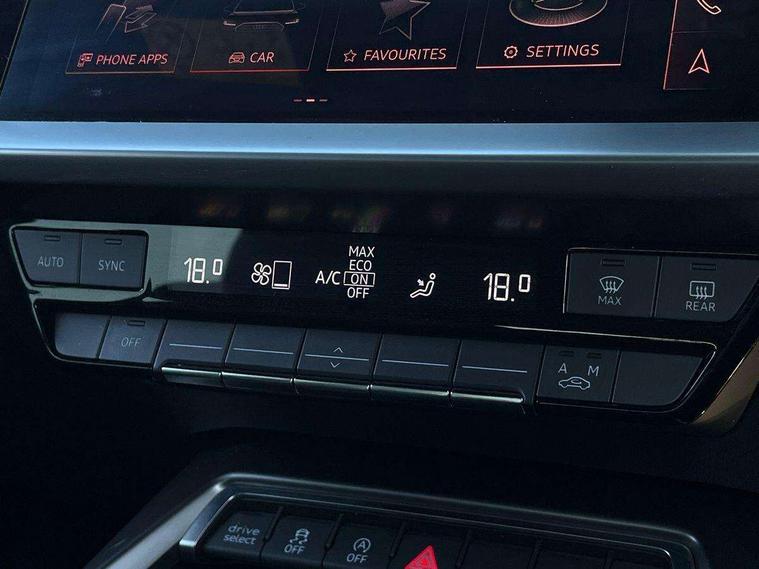 PHONE APPS
CAR
FAVOURITES
SETTINGS
AUTO
SYNC
18.0
A/C
MAX
ECO
ON
OFF
18.0
MAX
REAR
OFF
A M
drive
select
OFF
A
OFF